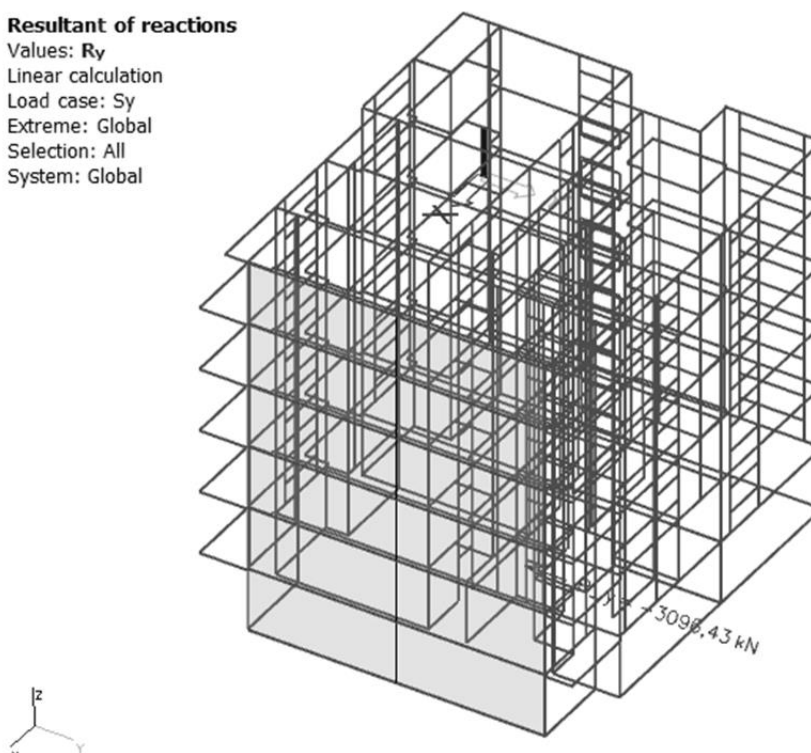 Resultant of reactions
Values: Ry
Linear calculation
Load case: Sy
Extreme: Global
Selection: All
System: Global
-3096,43 kN
z
Y